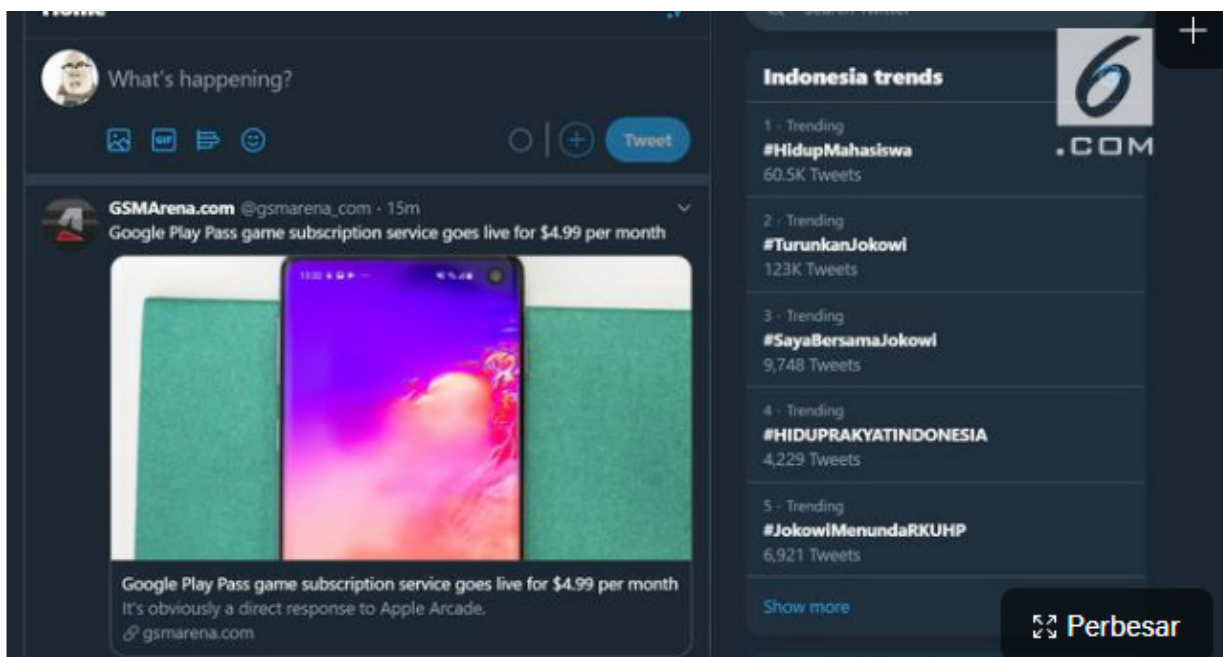 Home
What's happening?
GIF
Tweet
GSMArena.com @gsmarena_com · 15m
Google Play Pass game subscription service goes live for $4.99 per month
Google Play Pass game subscription service goes live for $4.99 per month
It's obviously a direct response to Apple Arcade.
gsmarena.com
Search Twitter
Indonesia trends
1 · Trending
#HidupMahasiswa
60.5K Tweets
2 · Trending
#TurunkanJokowi
123K Tweets
3 · Trending
#SayaBersamaJokowi
9,748 Tweets
4 · Trending
#HIDUPRAKYATINDONESIA
4,229 Tweets
5 · Trending
#JokowiMenundaRKUHP
6,921 Tweets
Show more
6
.COM
Perbesar